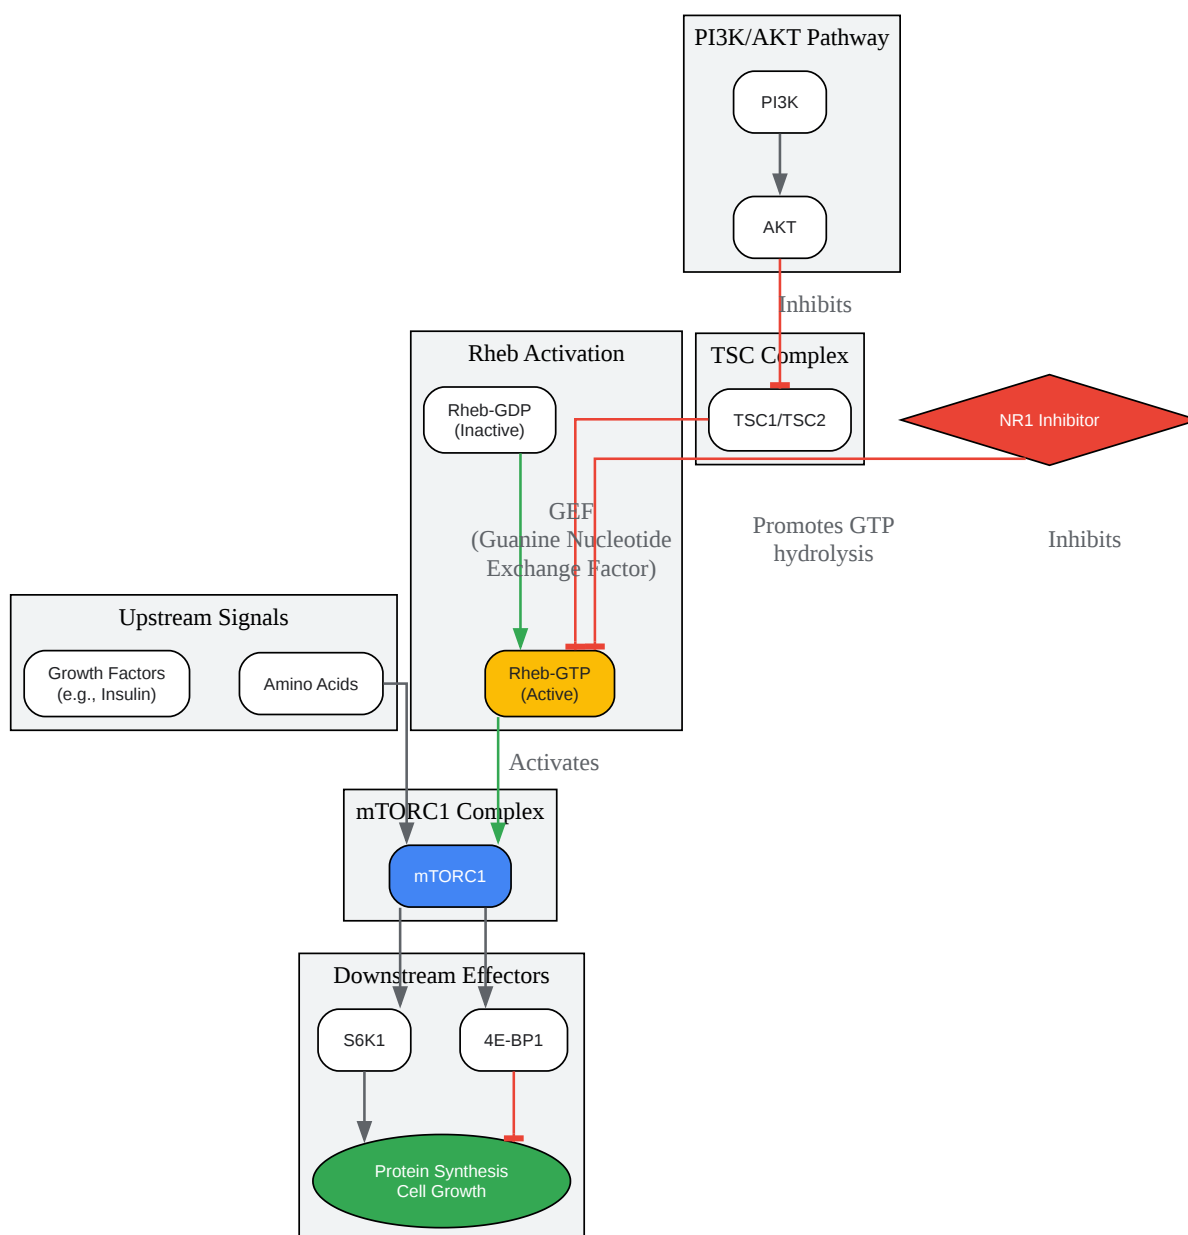 PI3K/AKT Pathway
PI3K
AKT
Inhibits
Rheb Activation
Rheb-GDP
(Inactive)
TSC Complex
TSC1/TSC2
NR1 Inhibitor
GEF
(Guanine Nucleotide
Exchange Factor)
Promotes GTP
hydrolysis
Inhibits
Upstream Signals
Growth Factors
(e.g., Insulin)
Amino Acids
Rheb-GTP
(Active)
Activates
mTORC1 Complex
mTORC1
Downstream Effectors
S6K1
4E-BP1
Protein Synthesis
Cell Growth